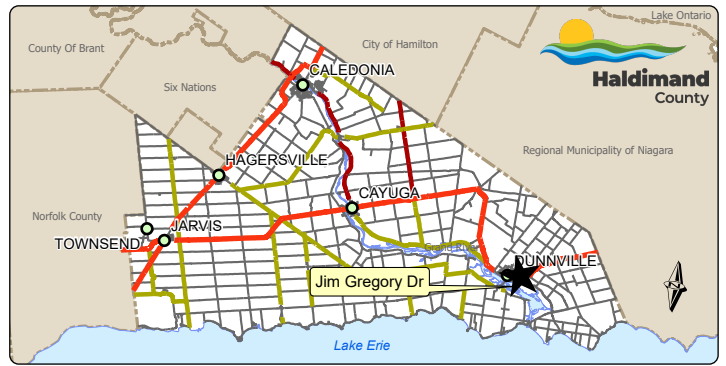 Lake Ontario
County Of Brant
City of Hamilton
Haldimand
County
CALEDONIA
Six Nations
Regional Municipality of Niagara
HAGERSVILLE
CAYUGA
Norfolk County
JARVIS
TOWNSEND
Grand River
DUNNVILLE
Jim Gregory Dr
Lake Erie